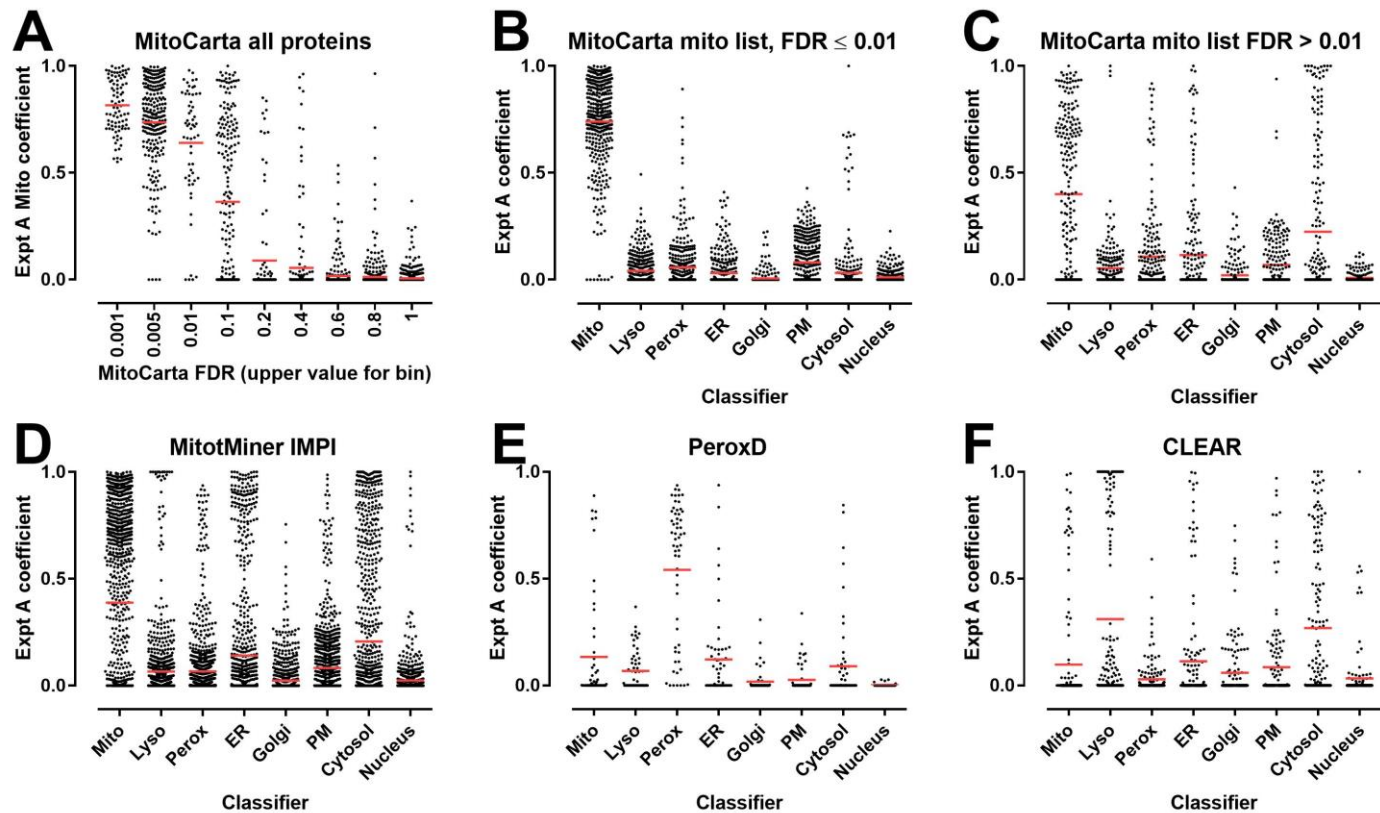 A
MitoCarta all proteins
Expt A Mito coefficient
1.0
0.5
0.0
0.001
0.005
0.01
0.1
0.2
0.4
0.6
0.8
1
MitoCarta FDR (upper value for bin)
B
MitoCarta mito list, FDR ≤ 0.01
Expt A coefficient
1.0
0.5
0.0
Mito
Lyso
Perox
ER
Golgi
PM
Cytosol
Nucleus
Classifier
C
MitoCarta mito list FDR > 0.01
Expt A coefficient
1.0
0.5
0.0
Mito
Lyso
Perox
ER
Golgi
PM
Cytosol
Nucleus
Classifier
D
MitotMiner IMPI
Expt A coefficient
1.0
0.5
0.0
Mito
Lyso
Perox
ER
Golgi
PM
Cytosol
Nucleus
Classifier
E
PeroxD
Expt A coefficient
1.0
0.5
0.0
Mito
Lyso
Perox
ER
Golgi
PM
Cytosol
Nucleus
Classifier
F
CLEAR
Expt A coefficient
1.0
0.5
0.0
Mito
Lyso
Perox
ER
Golgi
PM
Cytosol
Nucleus
Classifier